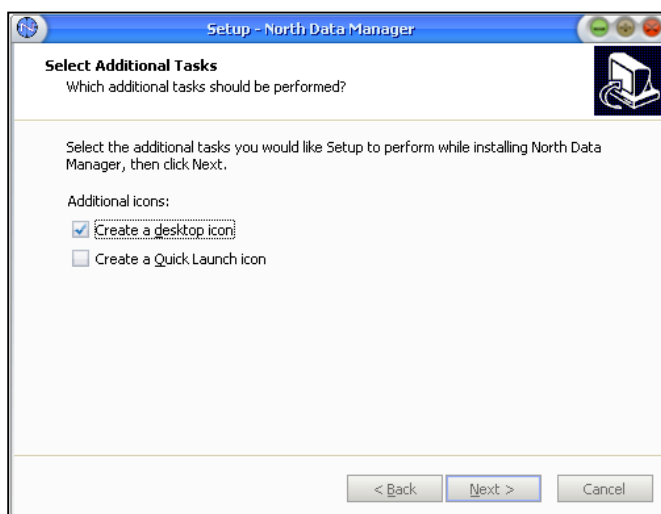 Setup - North Data Manager
Select Additional Tasks
Which additional tasks should be performed?
Select the additional tasks you would like Setup to perform while installing North Data
Manager, then click Next.
Additional icons:
Create a desktop icon
Create a Quick Launch icon
< Back
Next >
Cancel